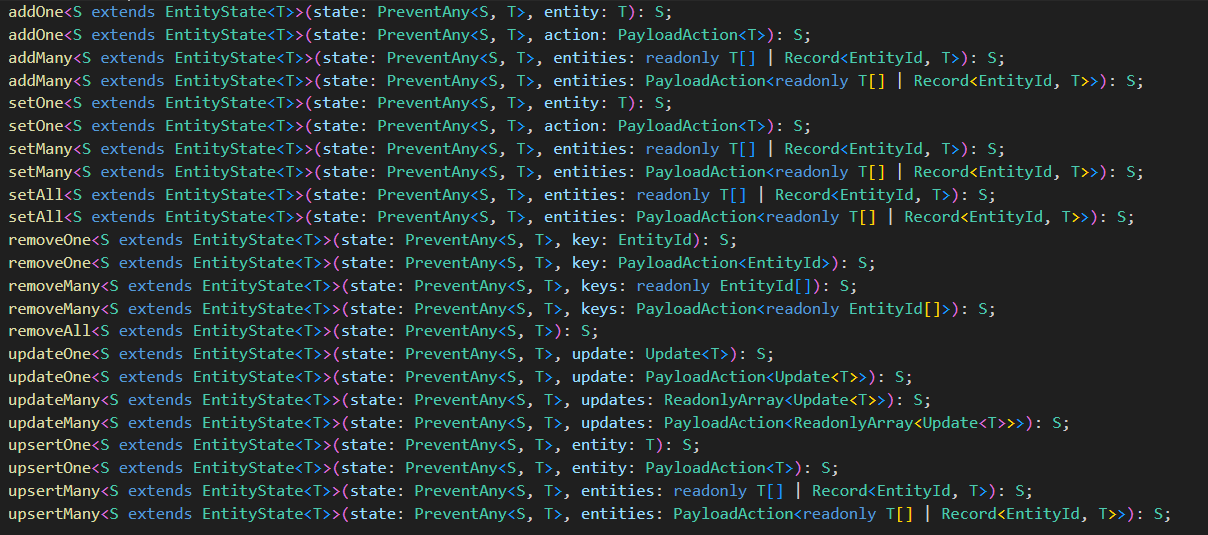 addOne<S extends EntityState<T>>(state: PreventAny<S, T>, entity: T): S;
addOne<S extends EntityState<T>>(state: PreventAny<S, T>, action: PayloadAction<T>): S;
addMany<S extends EntityState<T>>(state: PreventAny<S, T>, entities: readonly T[] | Record<EntityId, T>): S;
addMany<S extends EntityState<T>>(state: PreventAny<S, T>, entities: PayloadAction<readonly T[] | Record<EntityId, T>>): S;
setOne<S extends EntityState<T>>(state: PreventAny<S, T>, entity: T): S;
setOne<S extends EntityState<T>>(state: PreventAny<S, T>, action: PayloadAction<T>): S;
setMany<S extends EntityState<T>>(state: PreventAny<S, T>, entities: readonly T[] | Record<EntityId, T>): S;
setMany<S extends EntityState<T>>(state: PreventAny<S, T>, entities: PayloadAction<readonly T[] | Record<EntityId, T>>): S;
setAll<S extends EntityState<T>>(state: PreventAny<S, T>, entities: readonly T[] | Record<EntityId, T>): S;
setAll<S extends EntityState<T>>(state: PreventAny<S, T>, entities: PayloadAction<readonly T[] | Record<EntityId, T>>): S;
removeOne<S extends EntityState<T>>(state: PreventAny<S, T>, key: EntityId): S;
removeOne<S extends EntityState<T>>(state: PreventAny<S, T>, key: PayloadAction<EntityId>): S;
removeMany<S extends EntityState<T>>(state: PreventAny<S, T>, keys: readonly EntityId[]): S;
removeMany<S extends EntityState<T>>(state: PreventAny<S, T>, keys: PayloadAction<readonly EntityId[]>): S;
removeAll<S extends EntityState<T>>(state: PreventAny<S, T>): S;
updateOne<S extends EntityState<T>>(state: PreventAny<S, T>, update: Update<T>): S;
updateOne<S extends EntityState<T>>(state: PreventAny<S, T>, update: PayloadAction<Update<T>>): S;
updateMany<S extends EntityState<T>>(state: PreventAny<S, T>, updates: ReadonlyArray<Update<T>>): S;
updateMany<S extends EntityState<T>>(state: PreventAny<S, T>, updates: PayloadAction<ReadonlyArray<Update<T>>>): S;
upsertOne<S extends EntityState<T>>(state: PreventAny<S, T>, entity: T): S;
upsertOne<S extends EntityState<T>>(state: PreventAny<S, T>, entity: PayloadAction<T>): S;
upsertMany<S extends EntityState<T>>(state: PreventAny<S, T>, entities: readonly T[] | Record<EntityId, T>): S;
upsertMany<S extends EntityState<T>>(state: PreventAny<S, T>, entities: PayloadAction<readonly T[] | Record<EntityId, T>>): S;